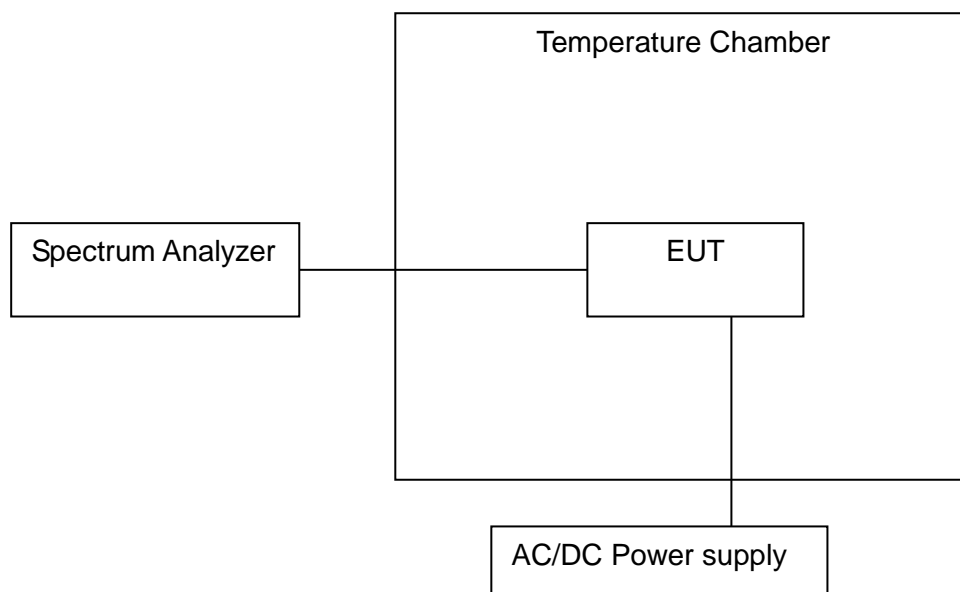 Temperature Chamber
Spectrum Analyzer
EUT
AC/DC Power supply